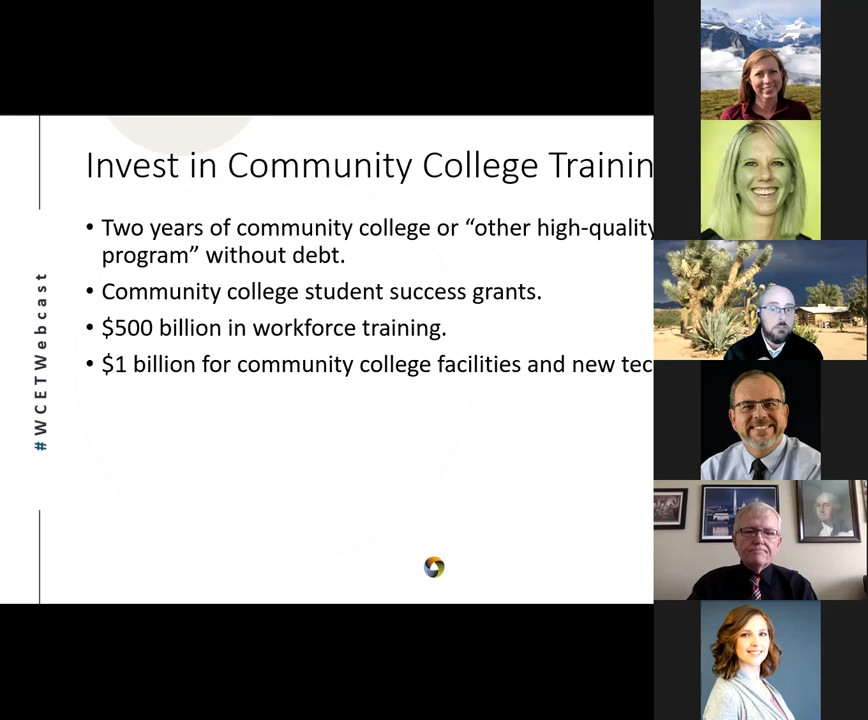 Invest in Community College Trainin
• Two years of community college or “other high-quality
program” without debt.
• Community college student success grants.
• $500 billion in workforce training.
• $1 billion for community college facilities and new tec
#WCETWebcast